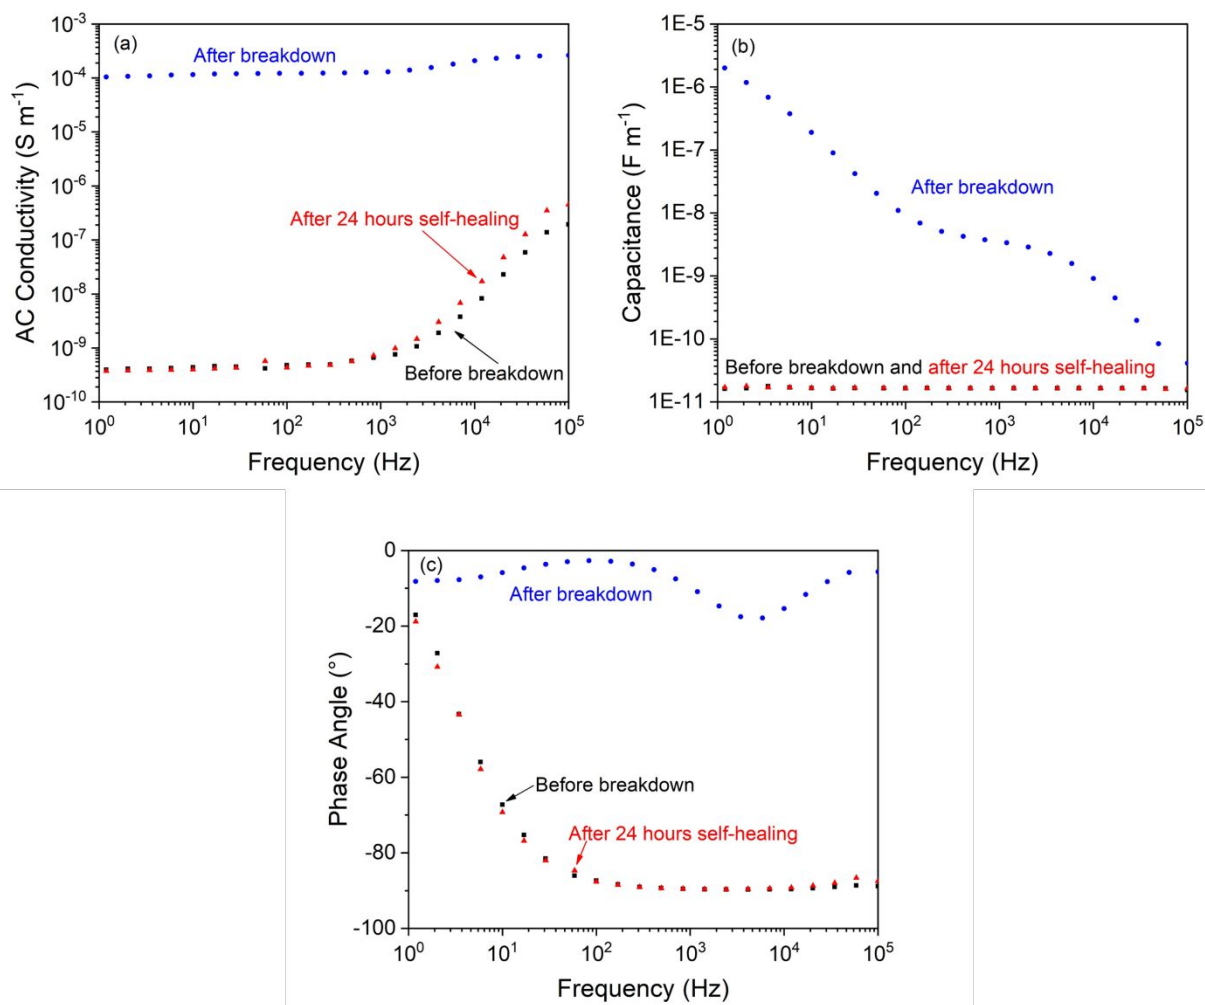 (a)
After breakdown
After 24 hours self-healing
Before breakdown
AC Conductivity (S m⁻¹)
10⁻³
10⁻⁴
10⁻⁵
10⁻⁶
10⁻⁷
10⁻⁸
10⁻⁹
10⁻¹⁰
10⁰ 10¹ 10² 10³ 10⁴ 10⁵
Frequency (Hz)
(b)
After breakdown
Before breakdown and after 24 hours self-healing
Capacitance (F m⁻¹)
1E-5
1E-6
1E-7
1E-8
1E-9
1E-10
1E-11
10⁰ 10¹ 10² 10³ 10⁴ 10⁵
Frequency (Hz)
(c)
After breakdown
Before breakdown
After 24 hours self-healing
Phase Angle (°)
0
-20
-40
-60
-80
-100
10⁰ 10¹ 10² 10³ 10⁴ 10⁵
Frequency (Hz)